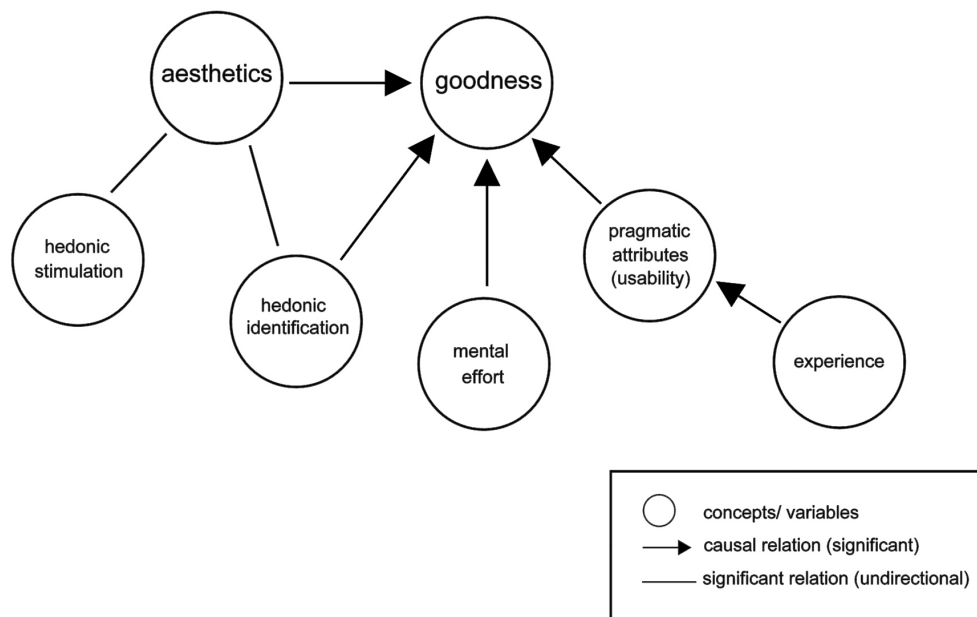 aesthetics
goodness
hedonic
stimulation
hedonic
identification
mental
effort
pragmatic
attributes
(usability)
experience
concepts/ variables
causal relation (significant)
significant relation (undirectional)